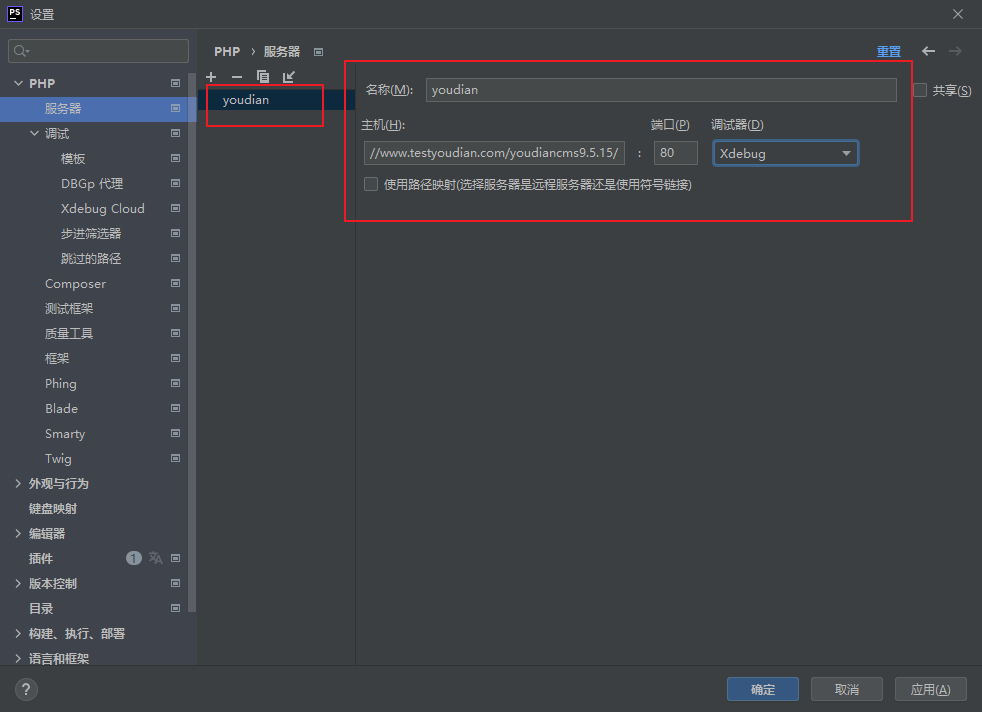 PS 设置
PHP › 服务器
重置
PHP
服务器
调试
模板
DBGp 代理
Xdebug Cloud
步进筛选器
跳过的路径
Composer
测试框架
质量工具
框架
Phing
Blade
Smarty
Twig
外观与行为
键盘映射
编辑器
插件 1
版本控制
目录
构建、执行、部署
语言和框架
youdian
名称(M): youdian
共享(S)
主机(H): 端口(P) 调试器(D)
//www.testyoudian.com/youdiancms9.5.15/ : 80 Xdebug
使用路径映射(选择服务器是远程服务器还是使用符号链接)
?
确定 取消 应用(A)